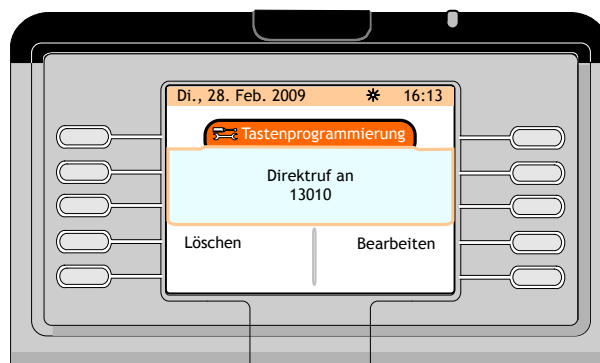 Di., 28. Feb. 2009 16:13
Tastenprogrammierung
Direktruf an
13010
Löschen Bearbeiten